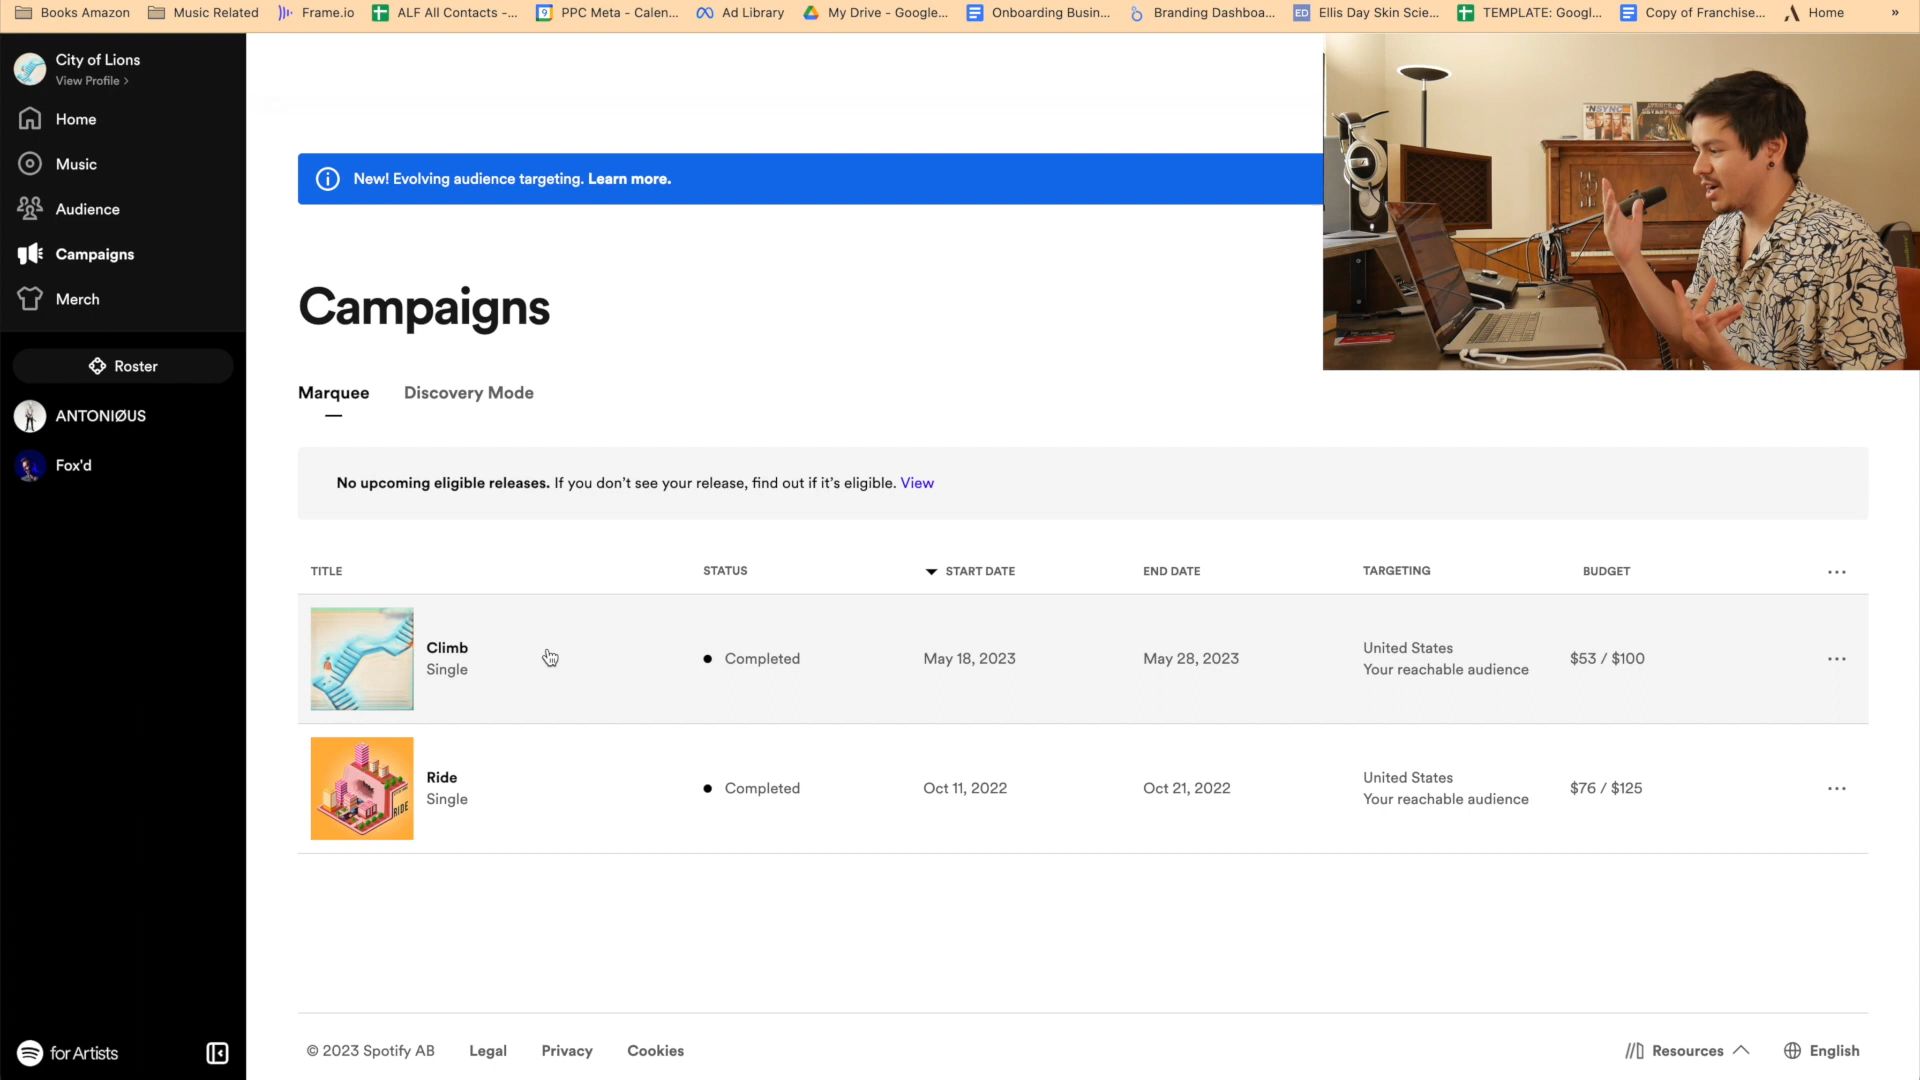 Books Amazon
Music Related
Frame.io
ALF All Contacts -...
PPC Meta - Calen...
Ad Library
My Drive - Google...
Onboarding Busin...
Branding Dashboa...
Ellis Day Skin Scie...
TEMPLATE: Googl...
Copy of Franchise...
Home
»
City of Lions
View Profile >
Home
Music
Audience
Campaigns
Merch
Roster
ANTONIØUS
Fox'd
for Artists
New! Evolving audience targeting. Learn more.
*NSYNC
Campaigns
Marquee Discovery Mode
No upcoming eligible releases. If you don't see your release, find out if it's eligible. View
TITLE STATUS START DATE END DATE TARGETING BUDGET ...
Climb
Single
Completed
May 18, 2023
May 28, 2023
United States
Your reachable audience
$53 / $100
...
RIDE
Ride
Single
Completed
Oct 11, 2022
Oct 21, 2022
United States
Your reachable audience
$76 / $125
...
© 2023 Spotify AB Legal Privacy Cookies Resources English